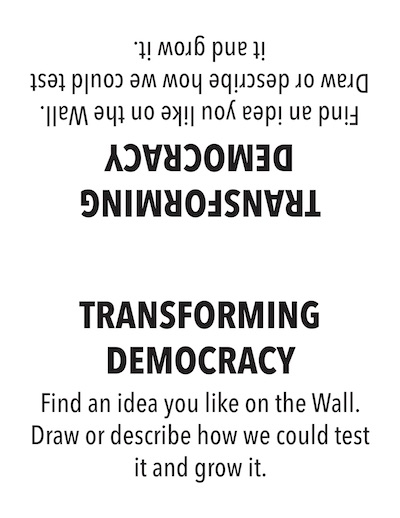 TRANSFORMING
DEMOCRACY
Find an idea you like on the Wall.
Draw or describe how we could test
it and grow it.
TRANSFORMING
DEMOCRACY
Find an idea you like on the Wall.
Draw or describe how we could test
it and grow it.